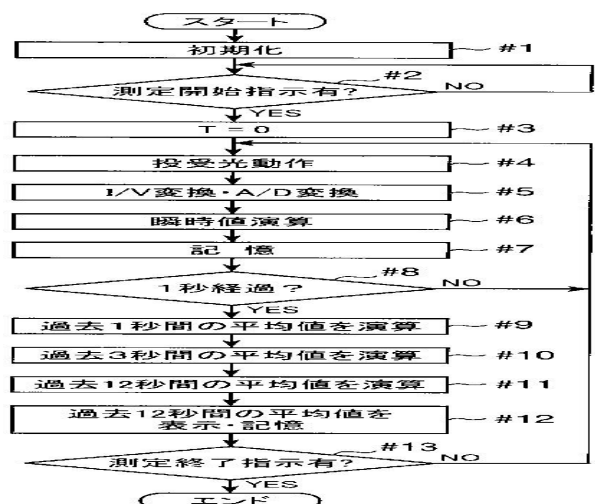 スタート
初期化
#1
#2
測定開始指示有?
NO
YES
T=0
#3
投受光動作
#4
I/V変換・A/D変換
#5
瞬時値演算
#6
記 憶
#7
#8
1秒経過?
NO
YES
過去1秒間の平均値を演算
#9
過去3秒間の平均値を演算
#10
過去12秒間の平均値を演算
#11
過去12秒間の平均値を
表示・記憶
#12
#13
測定終了指示有?
NO
YES
エンド